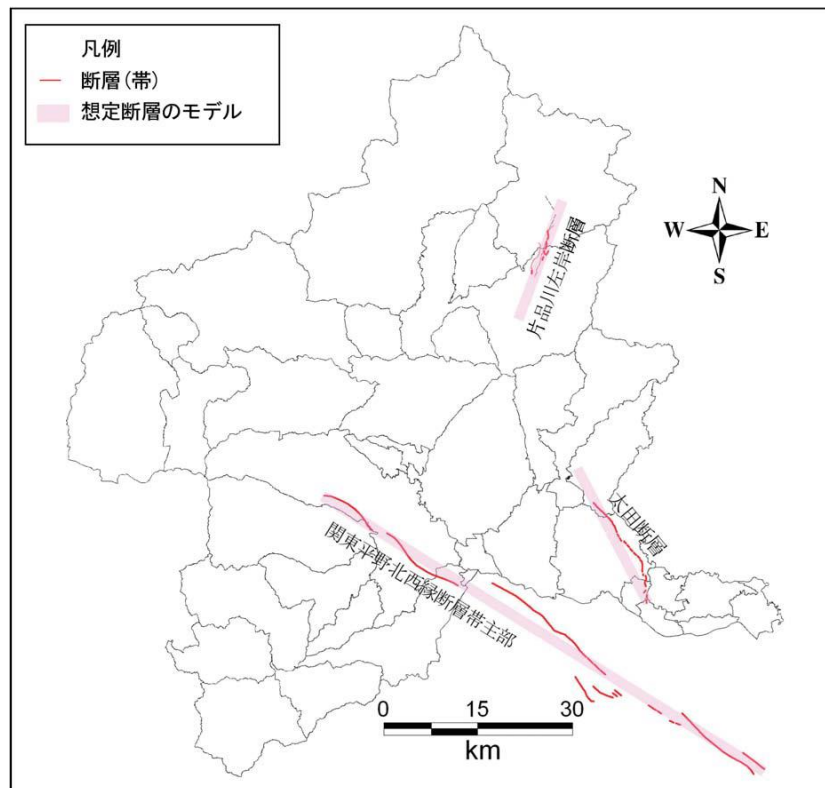 凡例
断層(帯)
想定断層のモデル
N
W
E
S
片品川左岸断層
太田断層
関東平野北西縁断層帯主部
0 15 30
km